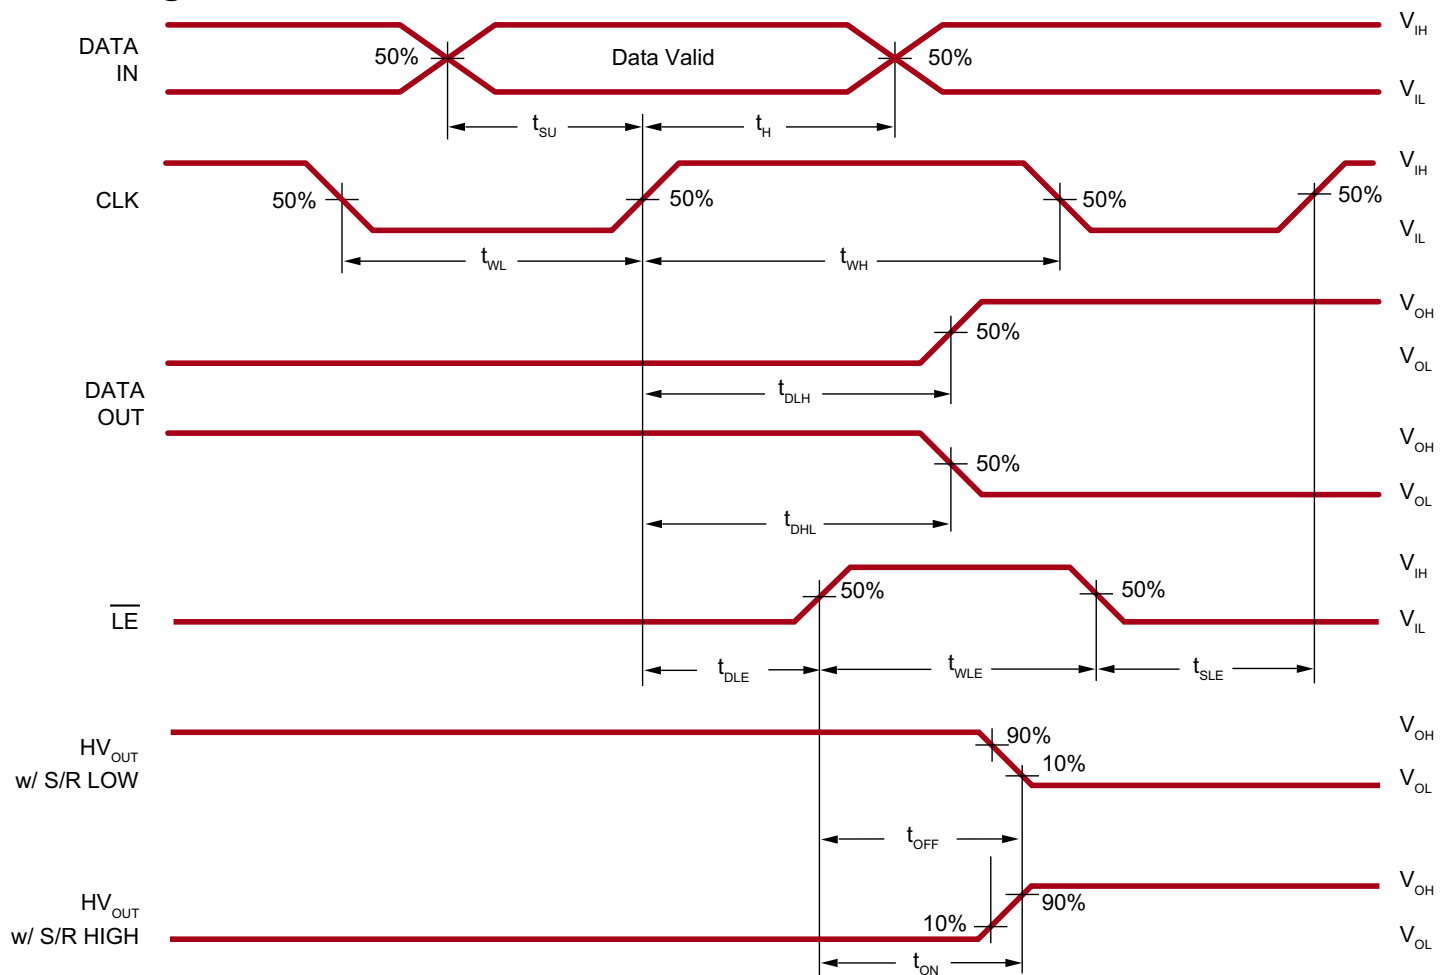 V_IH
DATA
IN
50%
Data Valid
50%
V_IL
t_SU
t_H
V_IH
CLK
50%
50%
50%
50%
V_IL
t_WL
t_WH
V_OH
50%
V_OL
DATA
OUT
t_DLH
V_OH
50%
V_OL
t_DHL
V_IH
LE
50%
50%
V_IL
t_DLE
t_WLE
t_SLE
HV_OUT
w/ S/R LOW
90%
10%
V_OH
V_OL
t_OFF
HV_OUT
w/ S/R HIGH
10%
90%
V_OH
V_OL
t_ON